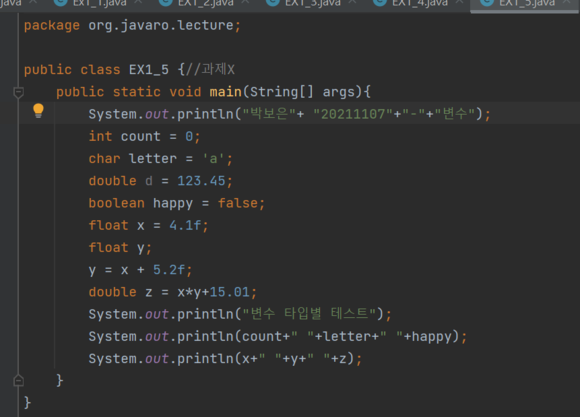 java EX1_1.java EX1_2.java EX1_3.java EX1_4.java EX1_5.java
package org.javaro.lecture;
public class EX1_5 {//과제X
public static void main(String[] args){
System.out.println("박보은"+ "20211107"+"-"+"변수");
int count = 0;
char letter = 'a';
double d = 123.45;
boolean happy = false;
float x = 4.1f;
float y;
y = x + 5.2f;
double z = x*y+15.01;
System.out.println("변수 타입별 테스트");
System.out.println(count+" "+letter+" "+happy);
System.out.println(x+" "+y+" "+z);
}
}